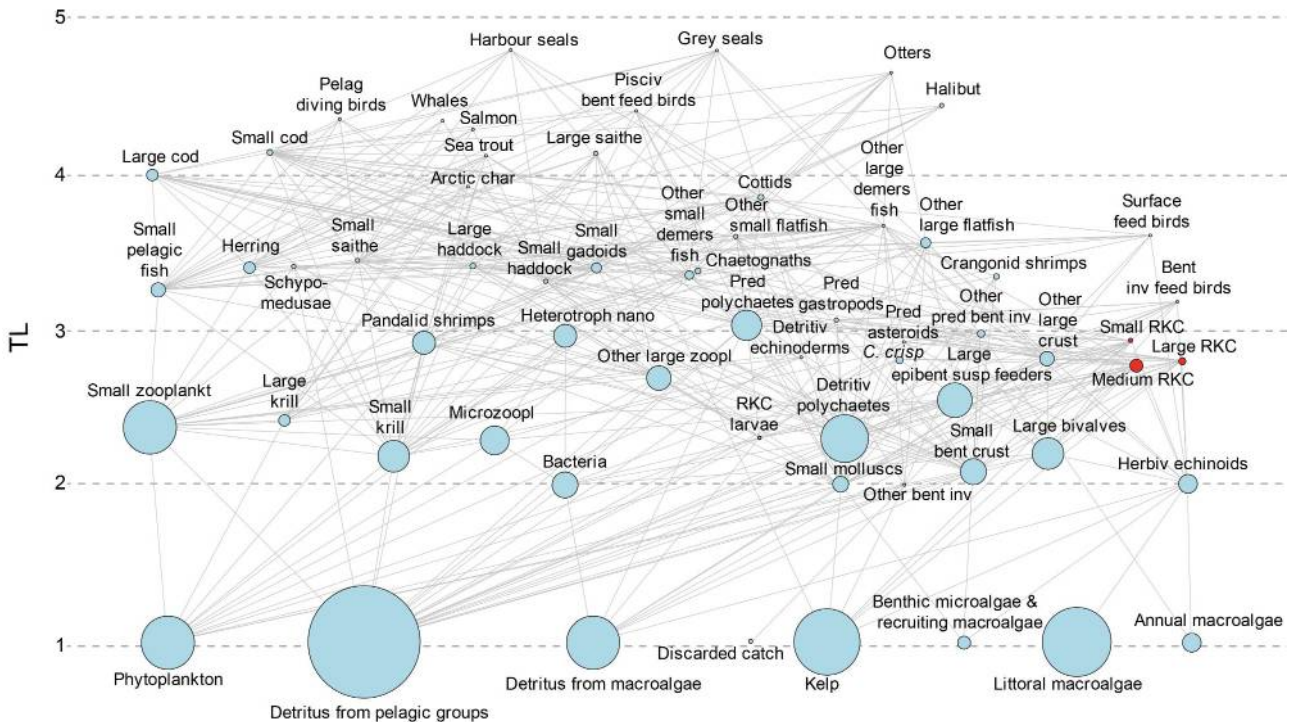 5
Harbour seals
Grey seals
Otters
Pelag
diving birds
Whales
Pisciv
bent feed birds
Halibut
Salmon
Small cod
Sea trout
Large saithe
Other
large
demers
fish
Large cod
4
Arctic char
Cottids
Other
small
demers
fish
Other
small flatfish
Other
large flatfish
Surface
feed birds
Small
pelagic
fish
Herring
Small
saithe
Large
haddock
Small
haddock
Small
gadoids
Chaetognaths
Crangonid shrimps
Schypo-
medusae
Pred
polychaetes
Pred
gastropods
Bent
inv feed birds
Other
pred bent inv
Other
large
crust
TL
3
Pandalid shrimps
Heterotroph nano
Detritiv
echinoderms
Pred
asteroids
C. crisp
Small RKC
Large RKC
Medium RKC
Other large zoopl
Large
epibent susp feeders
Small zooplankt
Large
krill
Small
krill
Microzoopl
RKC
larvae
Detritiv
polychaetes
Small
bent crust
Large bivalves
Bacteria
Small molluscs
Herbiv echinoids
2
Other bent inv
Benthic microalgae &
recruiting macroalgae
Annual macroalgae
1
Discarded catch
Phytoplankton
Detritus from macroalgae
Kelp
Littoral macroalgae
Detritus from pelagic groups